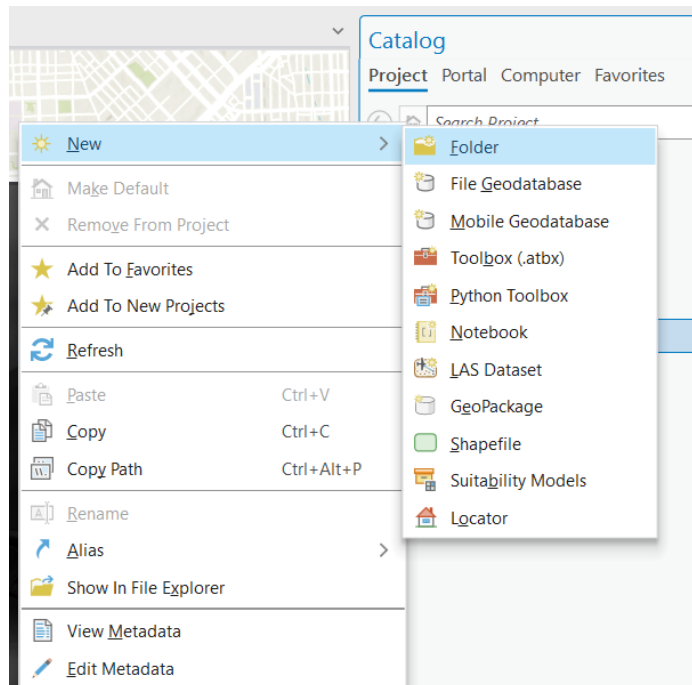 Catalog
Project Portal Computer Favorites
Search Project
New
Make Default
Remove From Project
Add To Favorites
Add To New Projects
Refresh
Paste Ctrl+V
Copy Ctrl+C
Copy Path Ctrl+Alt+P
Rename
Alias
Show In File Explorer
View Metadata
Edit Metadata
Folder
File Geodatabase
Mobile Geodatabase
Toolbox (.atbx)
Python Toolbox
Notebook
LAS Dataset
GeoPackage
Shapefile
Suitability Models
Locator